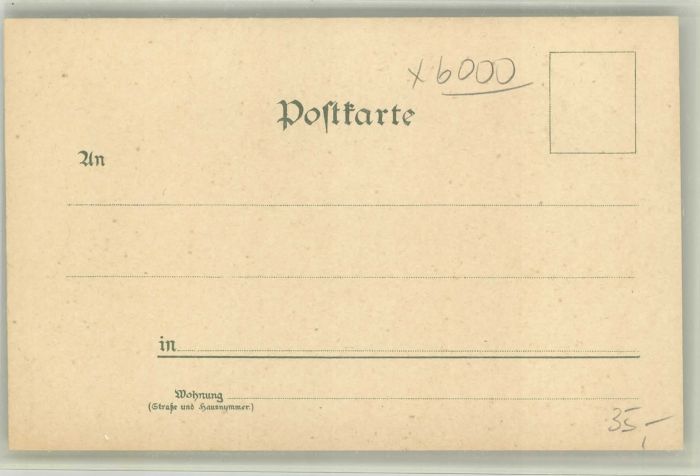 x 6000
Postkarte
An
in
Wohnung
(Straße und Hausnummer.)
35,-